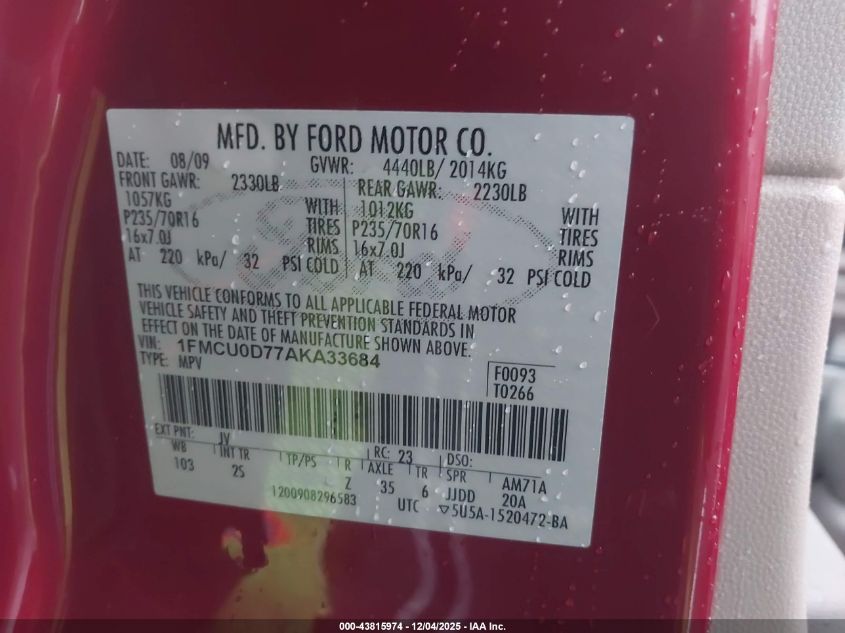 MFD. BY FORD MOTOR CO.
DATE: 08/09 GVWR: 4440LB/ 2014KG
FRONT GAWR: 2330LB REAR GAWR: 2230LB
1057KG WITH 1012KG WITH
P235/70R16 TIRES P235/70R16 TIRES
16x7.0J RIMS 16x7.0J RIMS
AT 220 kPa/ 32 PSI COLD AT 220 kPa/ 32 PSI COLD
THIS VEHICLE CONFORMS TO ALL APPLICABLE FEDERAL MOTOR
VEHICLE SAFETY AND THEFT PREVENTION STANDARDS IN
EFFECT ON THE DATE OF MANUFACTURE SHOWN ABOVE.
VIN: 1FMCU0D77AKA33684
TYPE: MPV
F0093
T0266
EXT PNT: JV RC: 23 DSO:
WB INT TR TP/PS R AXLE TR SPR AM71A
103 2S Z 35 6 JJDD 20A
1200908296583 UTC ▽5U5A-1520472-BA
Ford
000-43815974 - 12/04/2025 - IAA Inc.